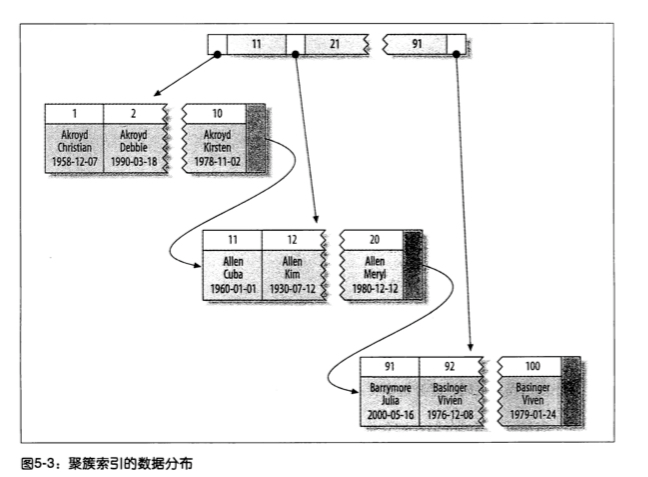 11 21 91
1 2 10
Akroyd Akroyd Akroyd
Christian Debbie Kirsten
1958-12-07 1990-03-18 1978-11-02
11 12 20
Allen Allen Allen
Cuba Kim Meryl
1960-01-01 1930-07-12 1980-12-12
91 92 100
Barrymore Basinger Basinger
Julia Vivien Viven
2000-05-16 1976-12-08 1979-01-24
图5-3：聚簇索引的数据分布